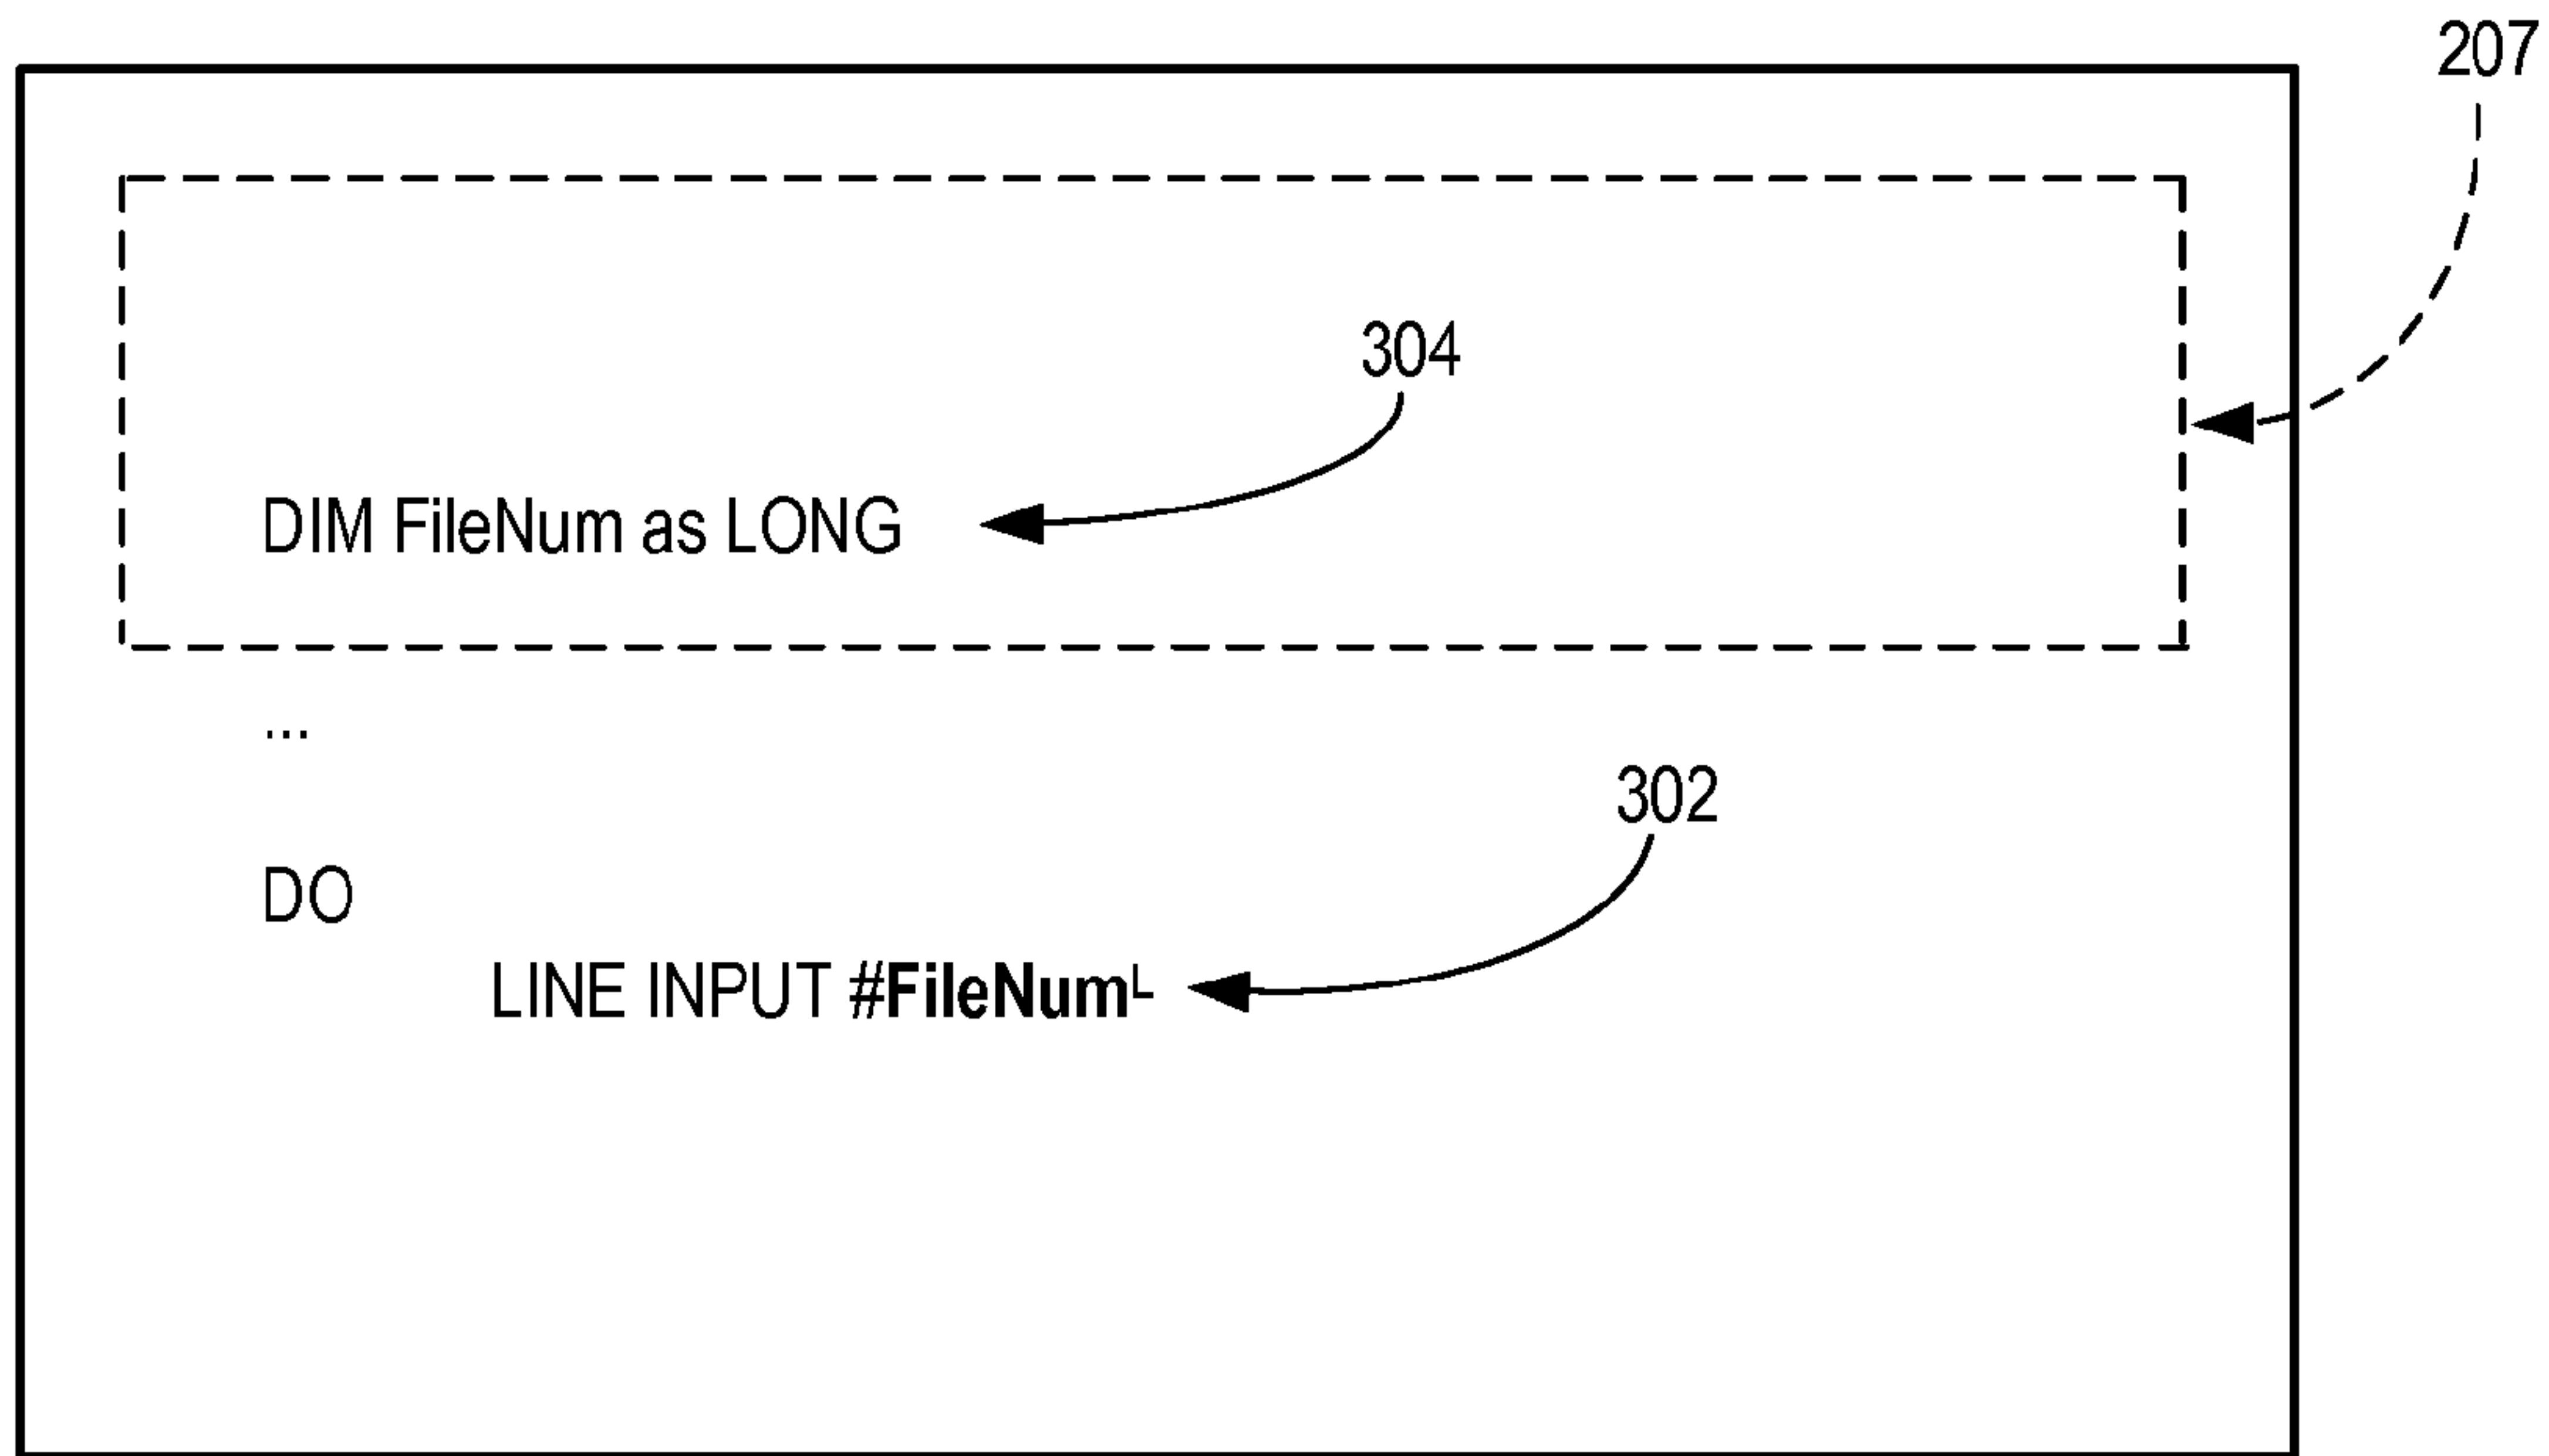 207
304
DIM FileNum as LONG
...
302
DO
LINE INPUT #FileNumᴸ